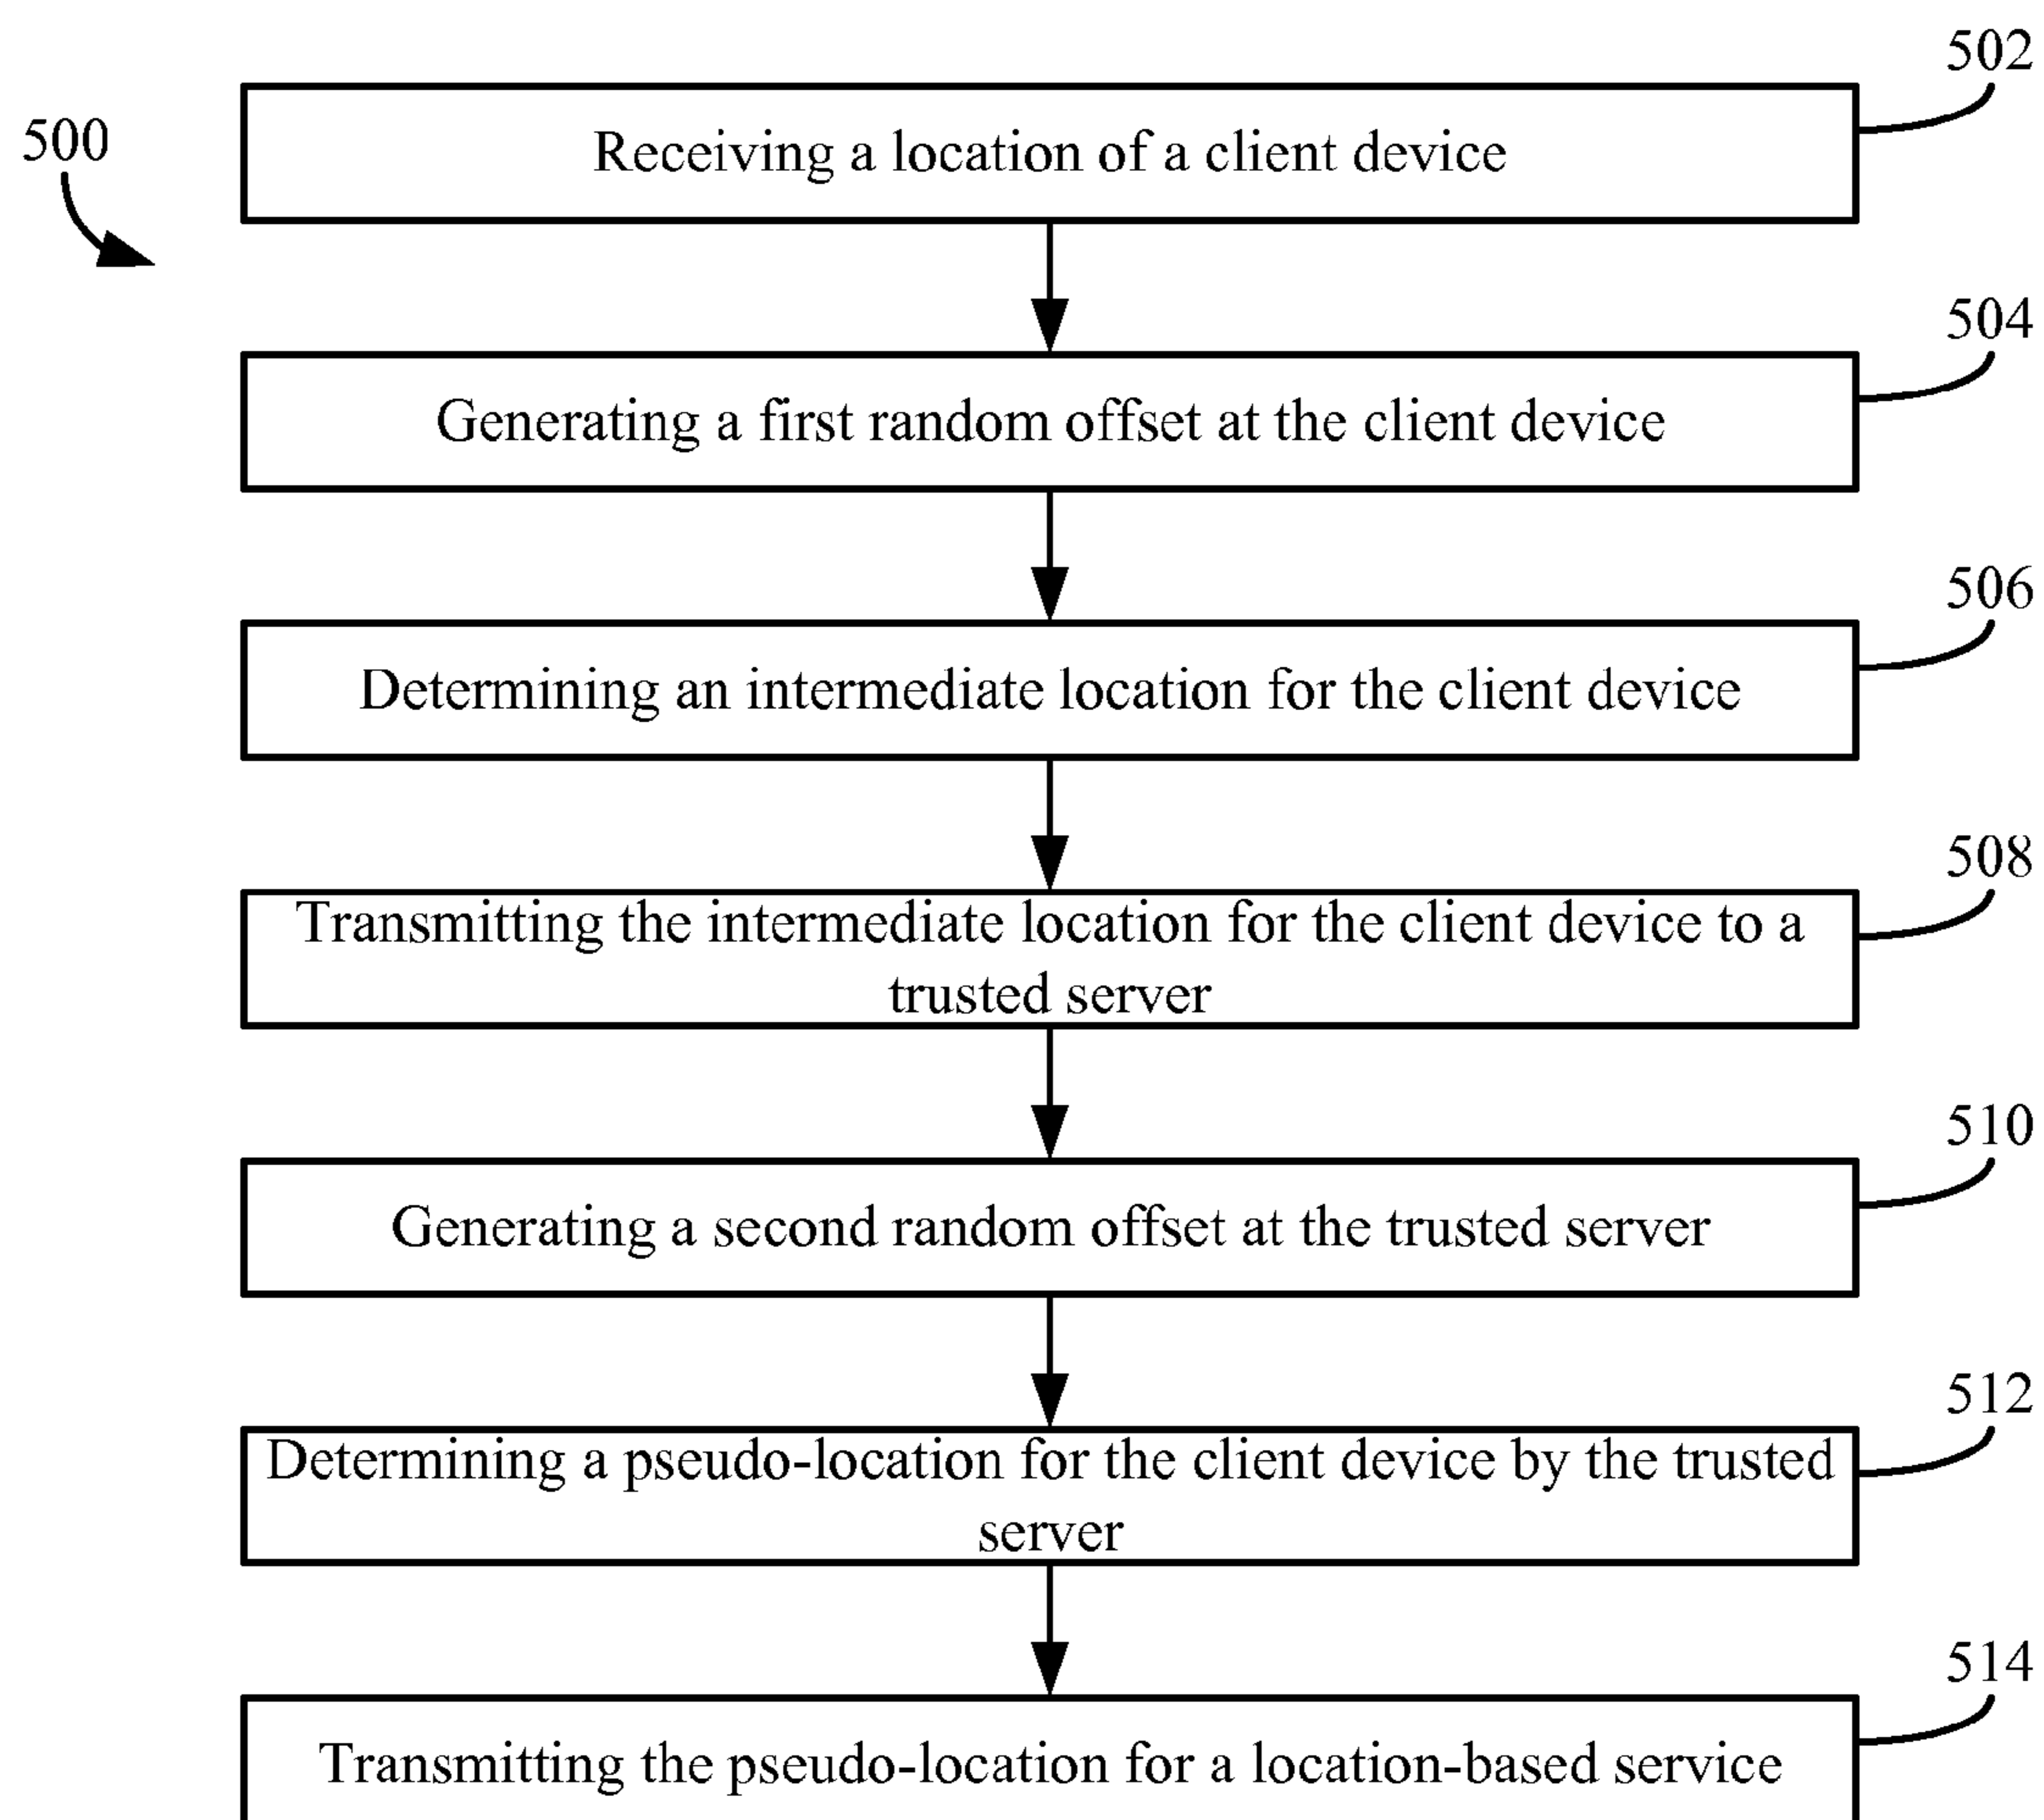 502
500
Receiving a location of a client device
504
Generating a first random offset at the client device
506
Determining an intermediate location for the client device
508
Transmitting the intermediate location for the client device to a
trusted server
510
Generating a second random offset at the trusted server
512
Determining a pseudo-location for the client device by the trusted
server
514
Transmitting the pseudo-location for a location-based service